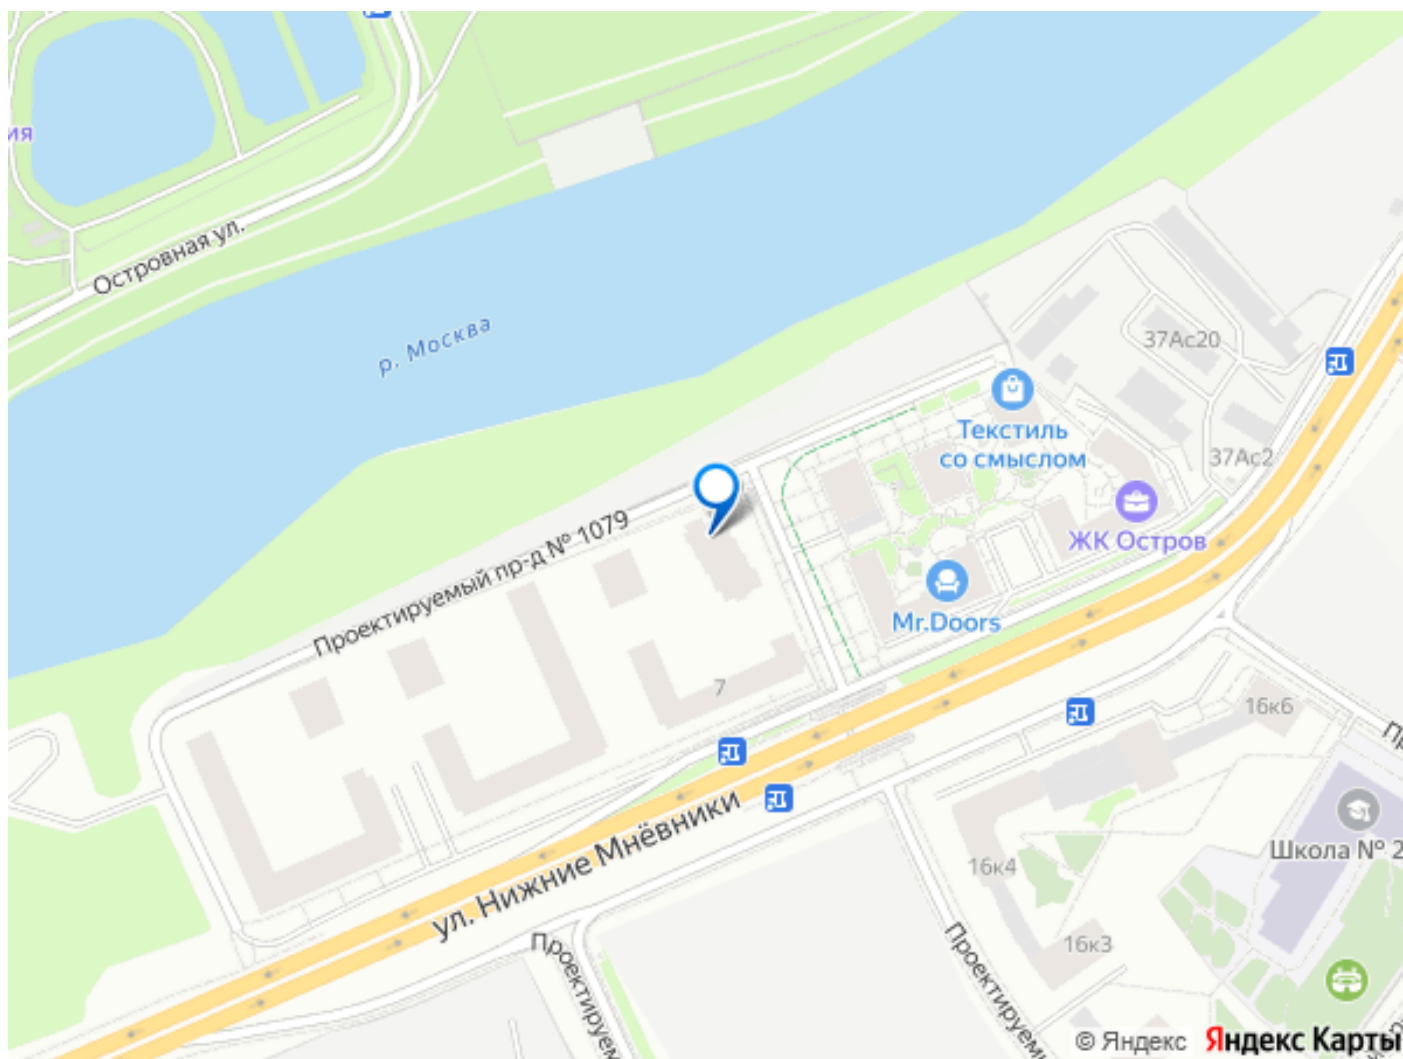 ия
Островная ул.
р. Москва
37Ас20
Текстиль
со смыслом
37Ас2
ЖК Остров
Проектируемый пр-д № 1079
Mr.Doors
7
16к6
ул. Нижние Мнёвники
Школа № 2
16к4
16к3
Проектируем
Проектируеми
© Яндекс Яндекс Карты